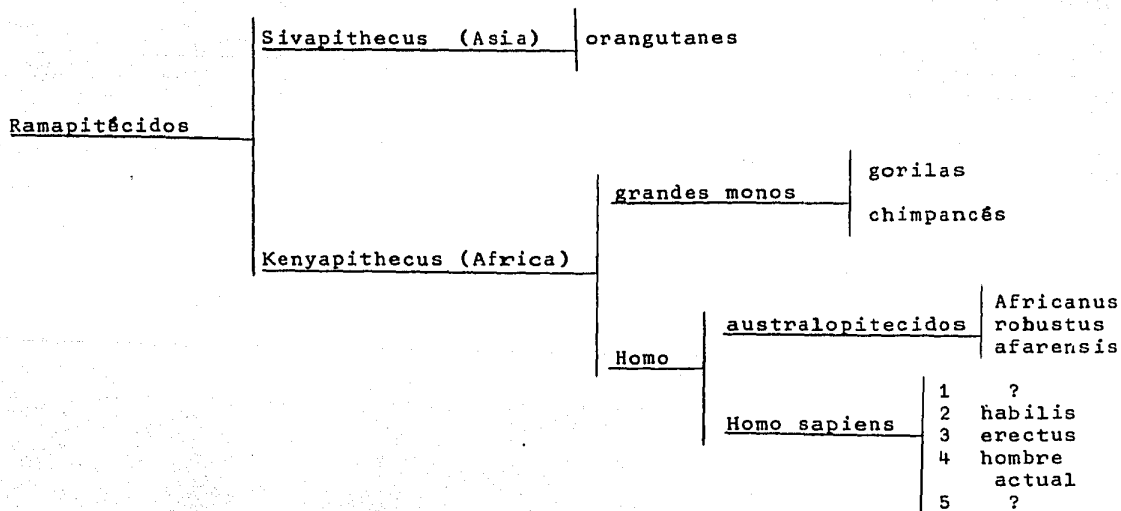 Sivapithecus (Asia) orangutanes
Ramapitécidos
gorilas
grandes monos
chimpancés
Kenyapithecus (Africa)
Africanus
australopitecidos robustus
afarensis
Homo
1 ?
2 habilis
Homo sapiens 3 erectus
4 hombre
actual
5 ?